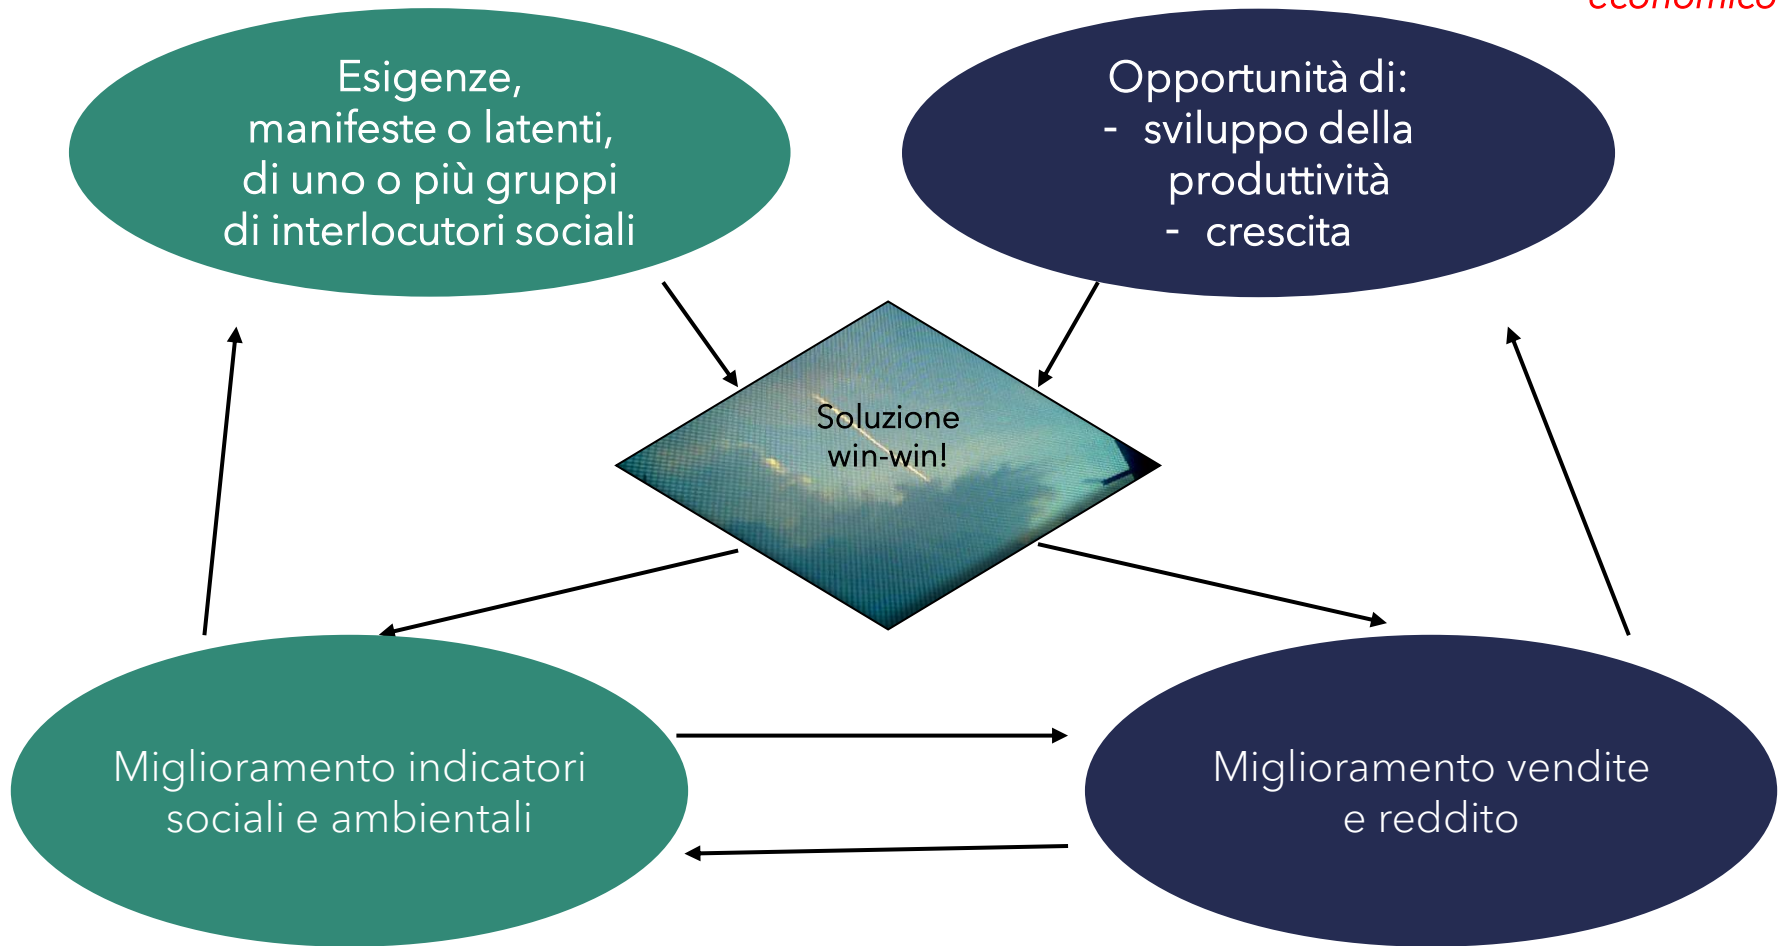 economico
Esigenze,
manifeste o latenti,
di uno o più gruppi
di interlocutori sociali
Opportunità di:
- sviluppo della
produttività
- crescita
Soluzione
win-win!
Miglioramento indicatori
sociali e ambientali
Miglioramento vendite
e reddito